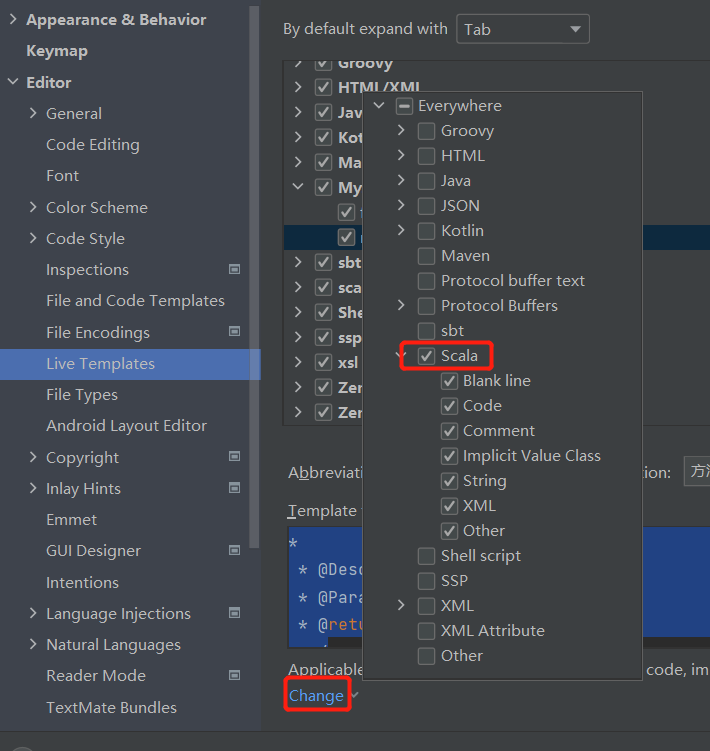 Appearance & Behavior
Keymap
Editor
General
Code Editing
Font
Color Scheme
Code Style
Inspections
File and Code Templates
File Encodings
Live Templates
File Types
Android Layout Editor
Copyright
Inlay Hints
Emmet
GUI Designer
Intentions
Language Injections
Natural Languages
Reader Mode
TextMate Bundles
By default expand with Tab
Groovy
HTML/XML
Jav
Kot
Ma
My
sbt
sca
She
ssp
xsl
Zer
Zer
Everywhere
Groovy
HTML
Java
JSON
Kotlin
Maven
Protocol buffer text
Protocol Buffers
sbt
Scala
Blank line
Code
Comment
Implicit Value Class
String
XML
Other
Shell script
SSP
XML
XML Attribute
Other
Abbreviati
tion:
Template
*
* @Desc
* @Para
* @retu
Applicable
code, im
Change